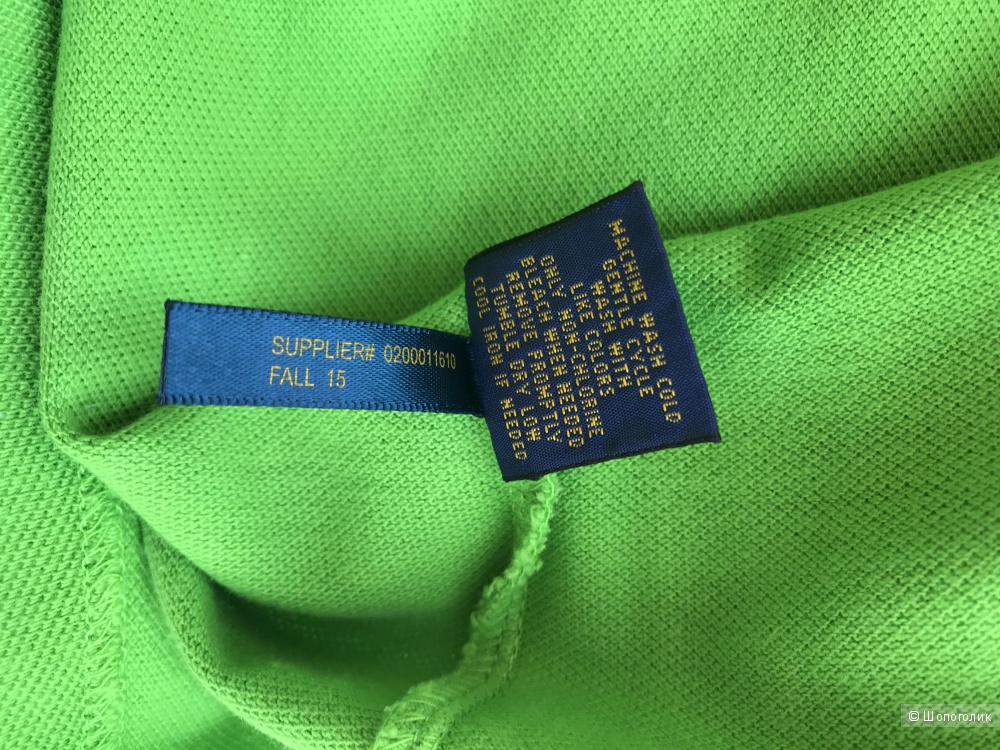 SUPPLIER# 0200011610
FALL 15
MACHINE WASH COLD
GENTLE CYCLE
WASH WITH
LIKE COLORS
ONLY NON CHLORINE
BLEACH WHEN NEEDED
REMOVE PROMPTLY
TUMBLE DRY LOW
COOL IRON IF NEEDED
© Шопоголик